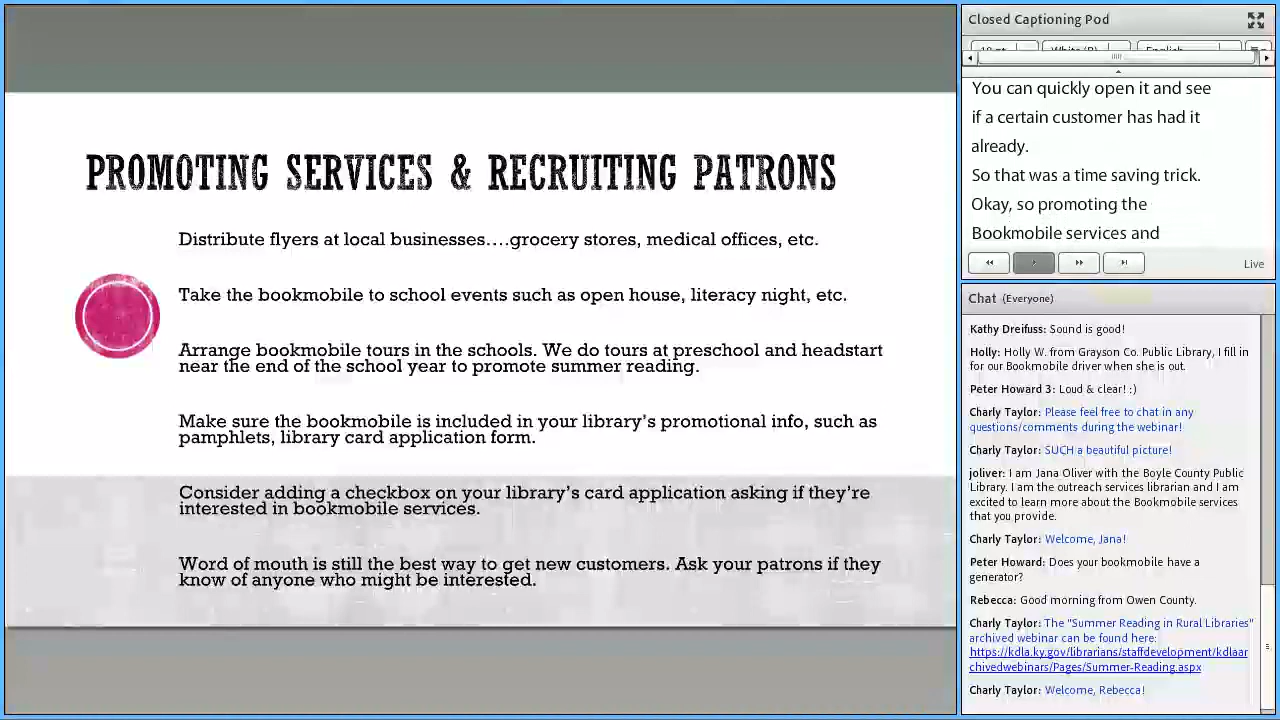 PROMOTING SERVICES & RECRUITING PATRONS
Distribute flyers at local businesses….grocery stores, medical offices, etc.
Take the bookmobile to school events such as open house, literacy night, etc.
Arrange bookmobile tours in the schools. We do tours at preschool and headstart
near the end of the school year to promote summer reading.
Make sure the bookmobile is included in your library's promotional info, such as
pamphlets, library card application form.
Consider adding a checkbox on your library's card application asking if they're
interested in bookmobile services.
Word of mouth is still the best way to get new customers. Ask your patrons if they
know of anyone who might be interested.
Closed Captioning Pod
English
You can quickly open it and see
if a certain customer has had it
already.
So that was a time saving trick.
Okay, so promoting the
Bookmobile services and
Live
Chat (Everyone)
Kathy Dreifuss: Sound is good!
Holly: Holly W. from Grayson Co. Public Library, I fill in
for our Bookmobile driver when she is out.
Peter Howard 3: Loud & clear! :)
Charly Taylor: Please feel free to chat in any
questions/comments during the webinar!
Charly Taylor: SUCH a beautiful picture!
joliver: I am Jana Oliver with the Boyle County Public
Library. I am the outreach services librarian and I am
excited to learn more about the Bookmobile services
that you provide.
Charly Taylor: Welcome, Jana!
Peter Howard: Does your bookmobile have a
generator?
Rebecca: Good morning from Owen County.
Charly Taylor: The "Summer Reading in Rural Libraries"
archived webinar can be found here:
https://kdla.ky.gov/librarians/staffdevelopment/kdlaar
chivedwebinars/Pages/Summer-Reading.aspx
Charly Taylor: Welcome, Rebecca!